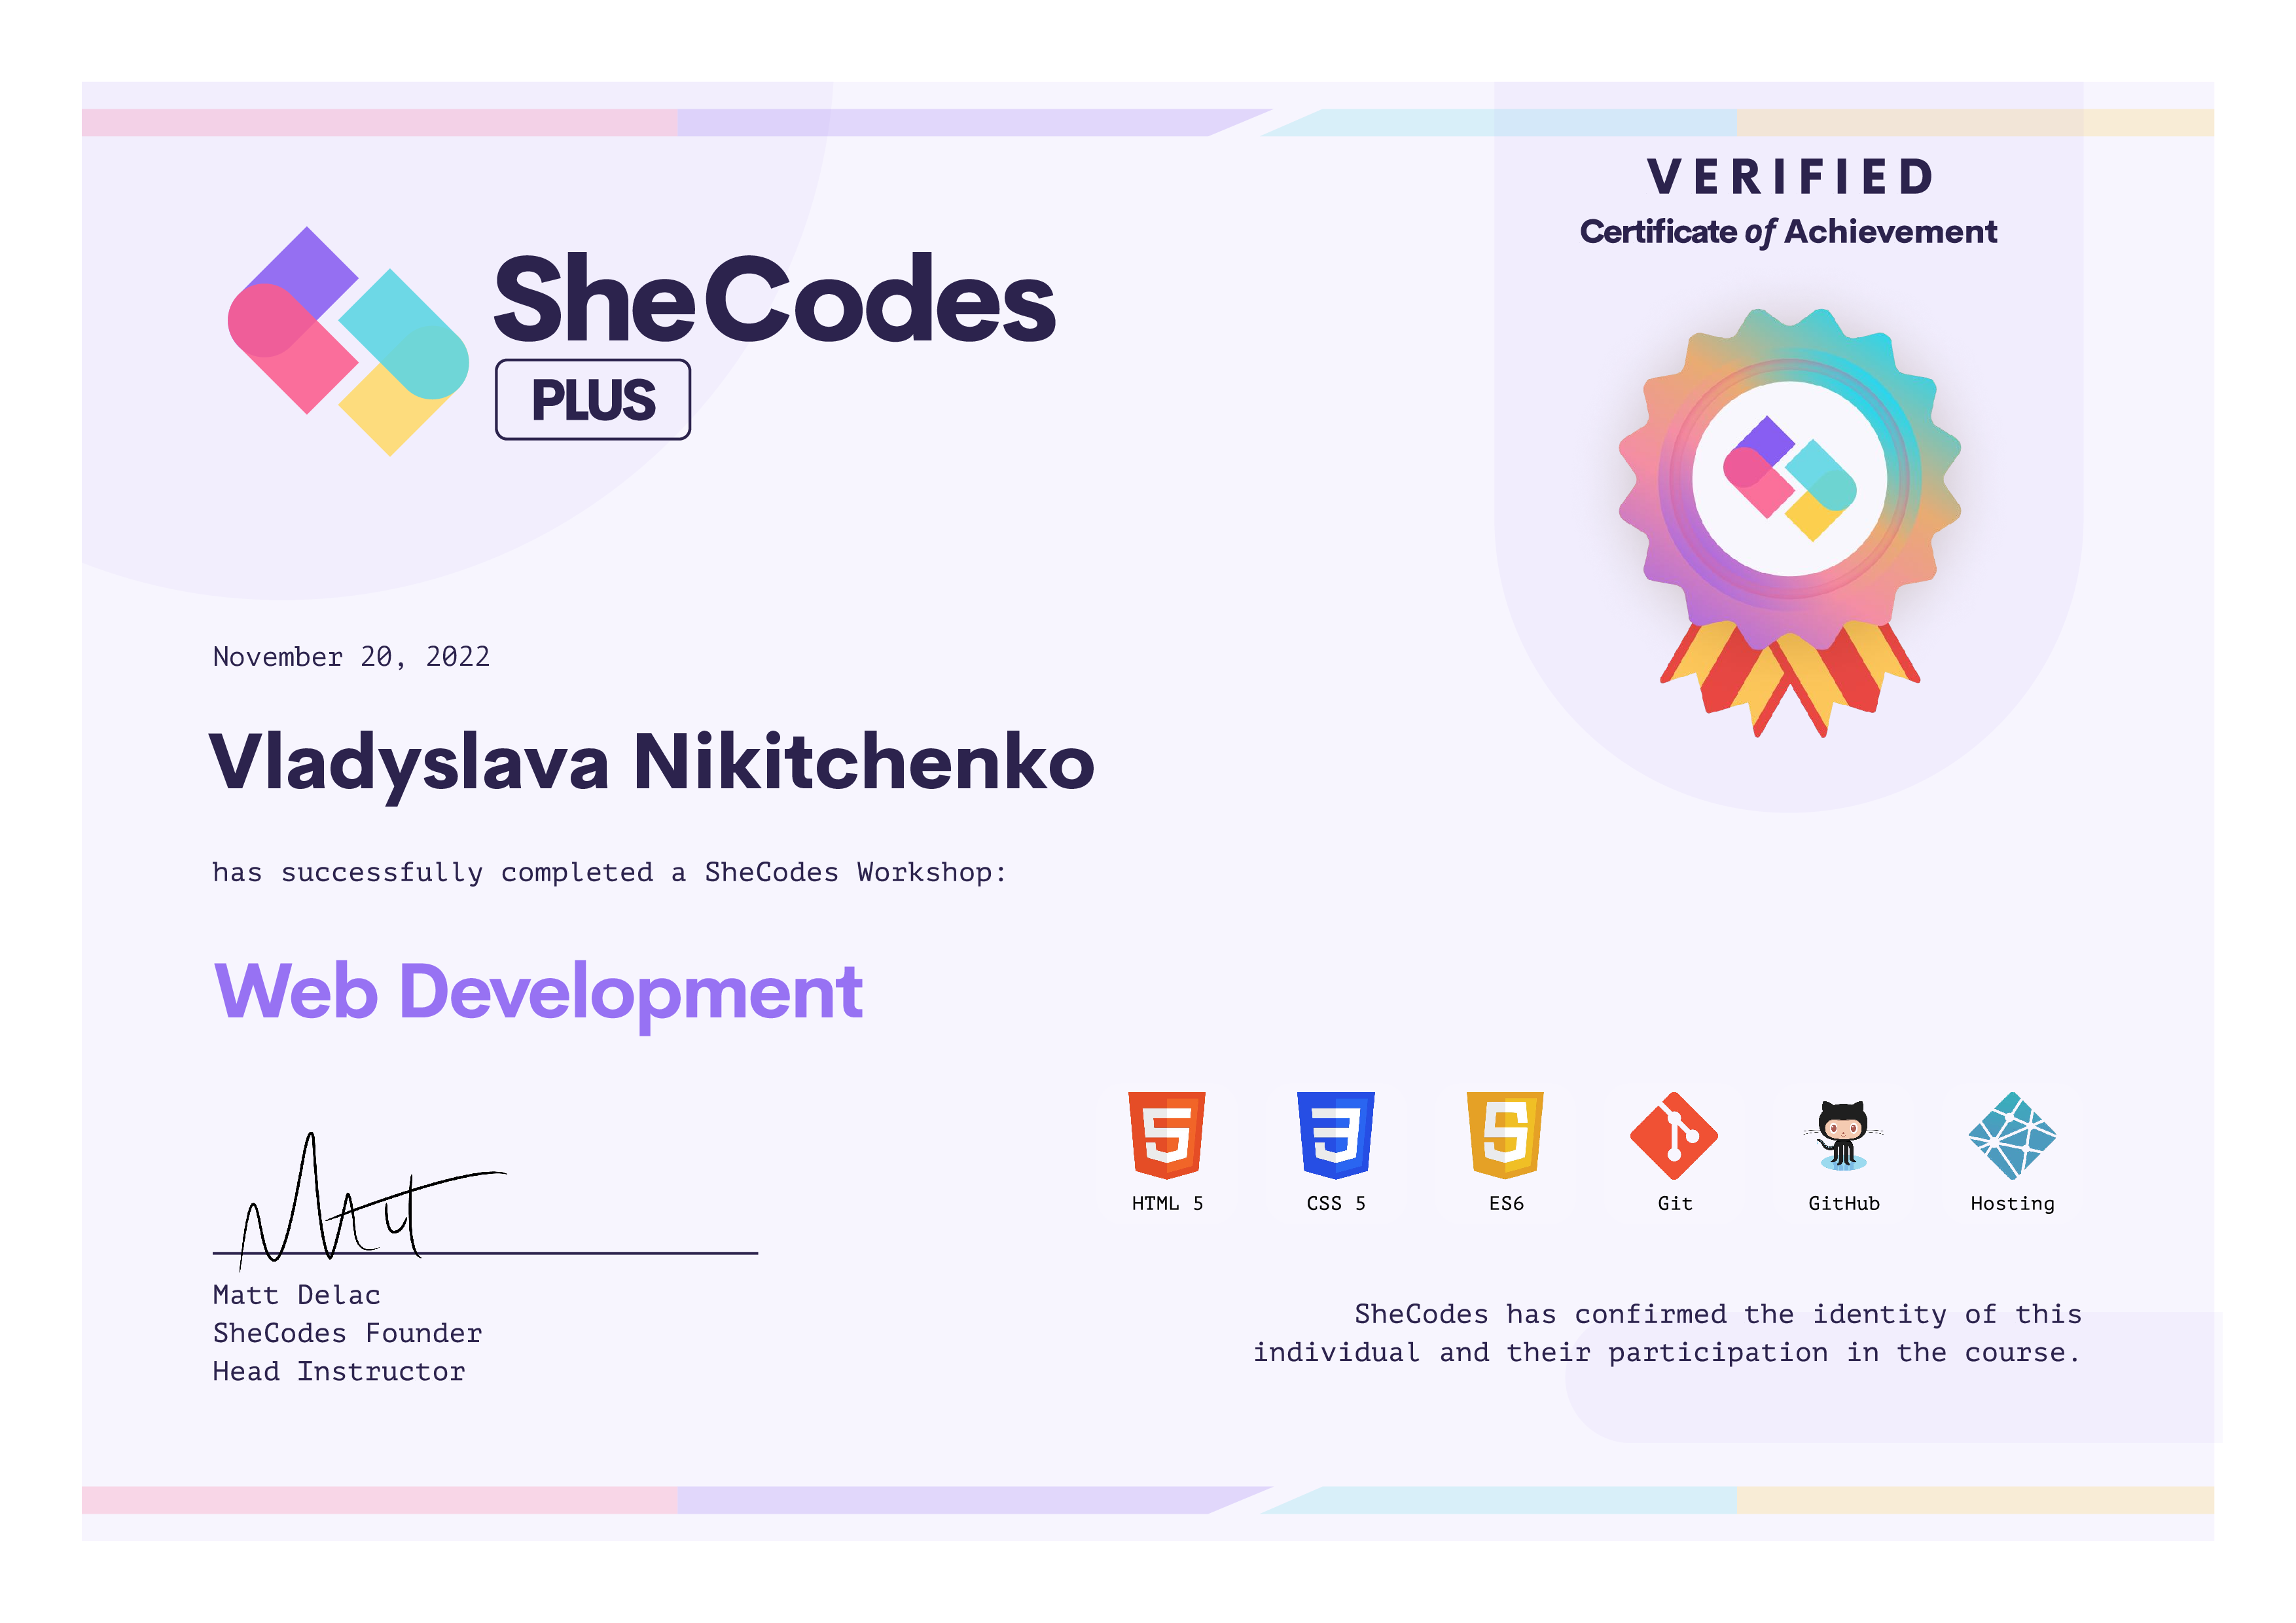 SheCodes
PLUS
VERIFIED
Certificate of Achievement
November 20, 2022
Vladyslava Nikitchenko
has successfully completed a SheCodes Workshop:
Web Development
HTML 5
CSS 5
ES6
Git
GitHub
Hosting
Matt
Matt Delac
SheCodes Founder
Head Instructor
SheCodes has confirmed the identity of this
individual and their participation in the course.